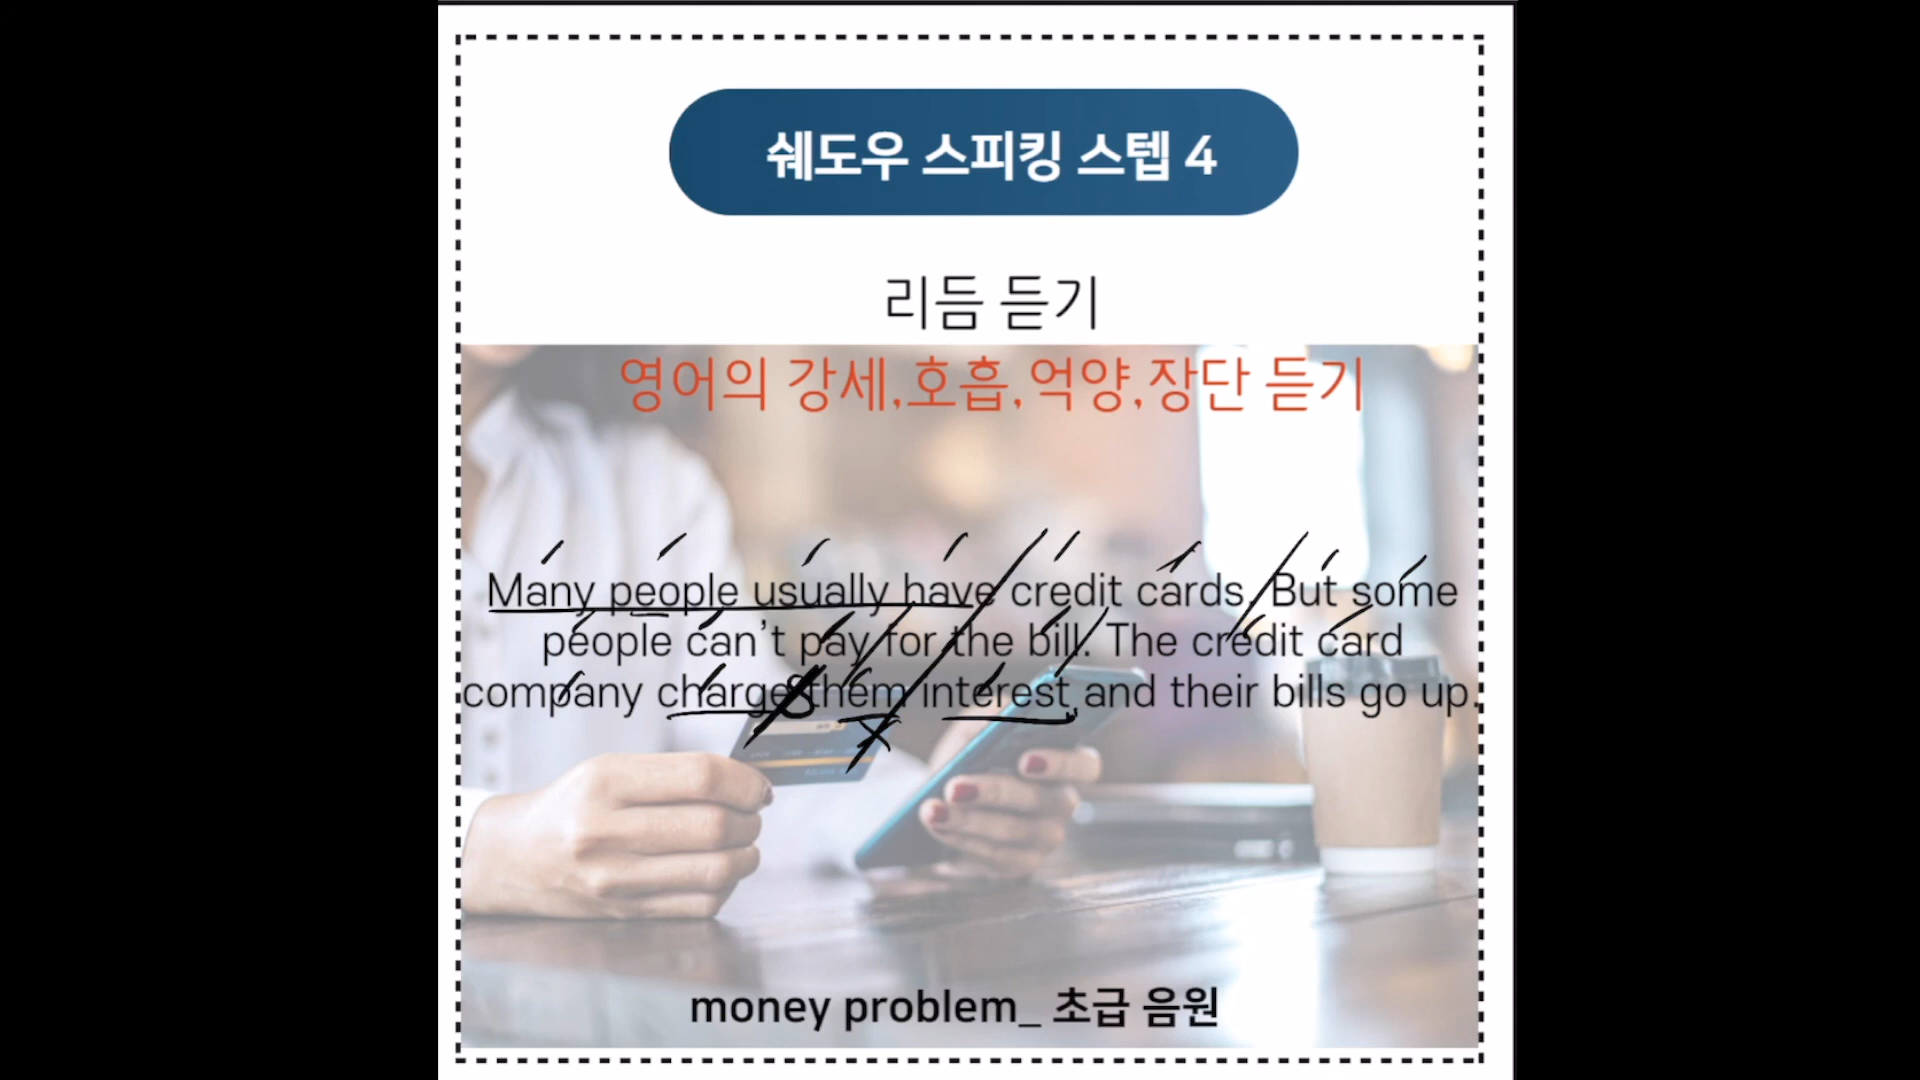 쉐도우 스피킹 스텝 4
리듬 듣기
영어의 강세,호흡,억양,장단 듣기
Many people usually have credit cards. But some
people can't pay for the bill. The credit card
company charges them interest and their bills go up.
money problem_ 초급 음원